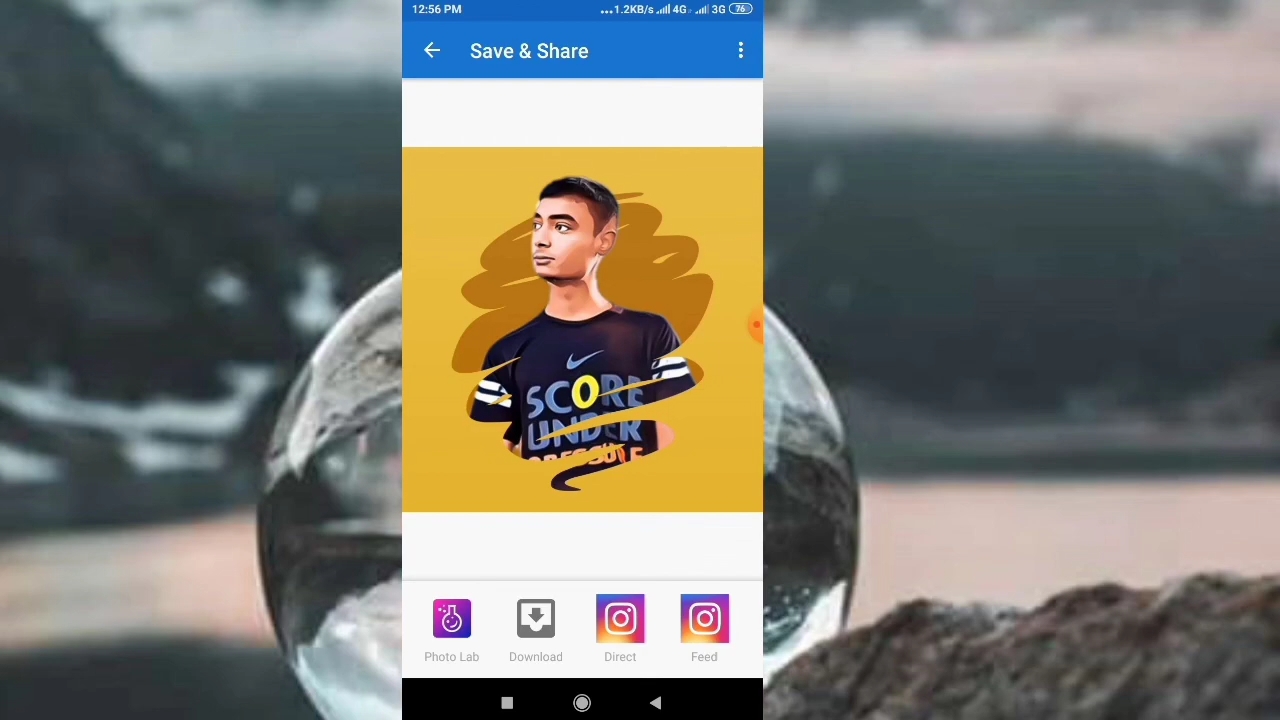 12:56 PM
...1.2KB/s 4G 3G 76
Save & Share
SCORE
UNDER
Photo Lab
Download
Direct
Feed